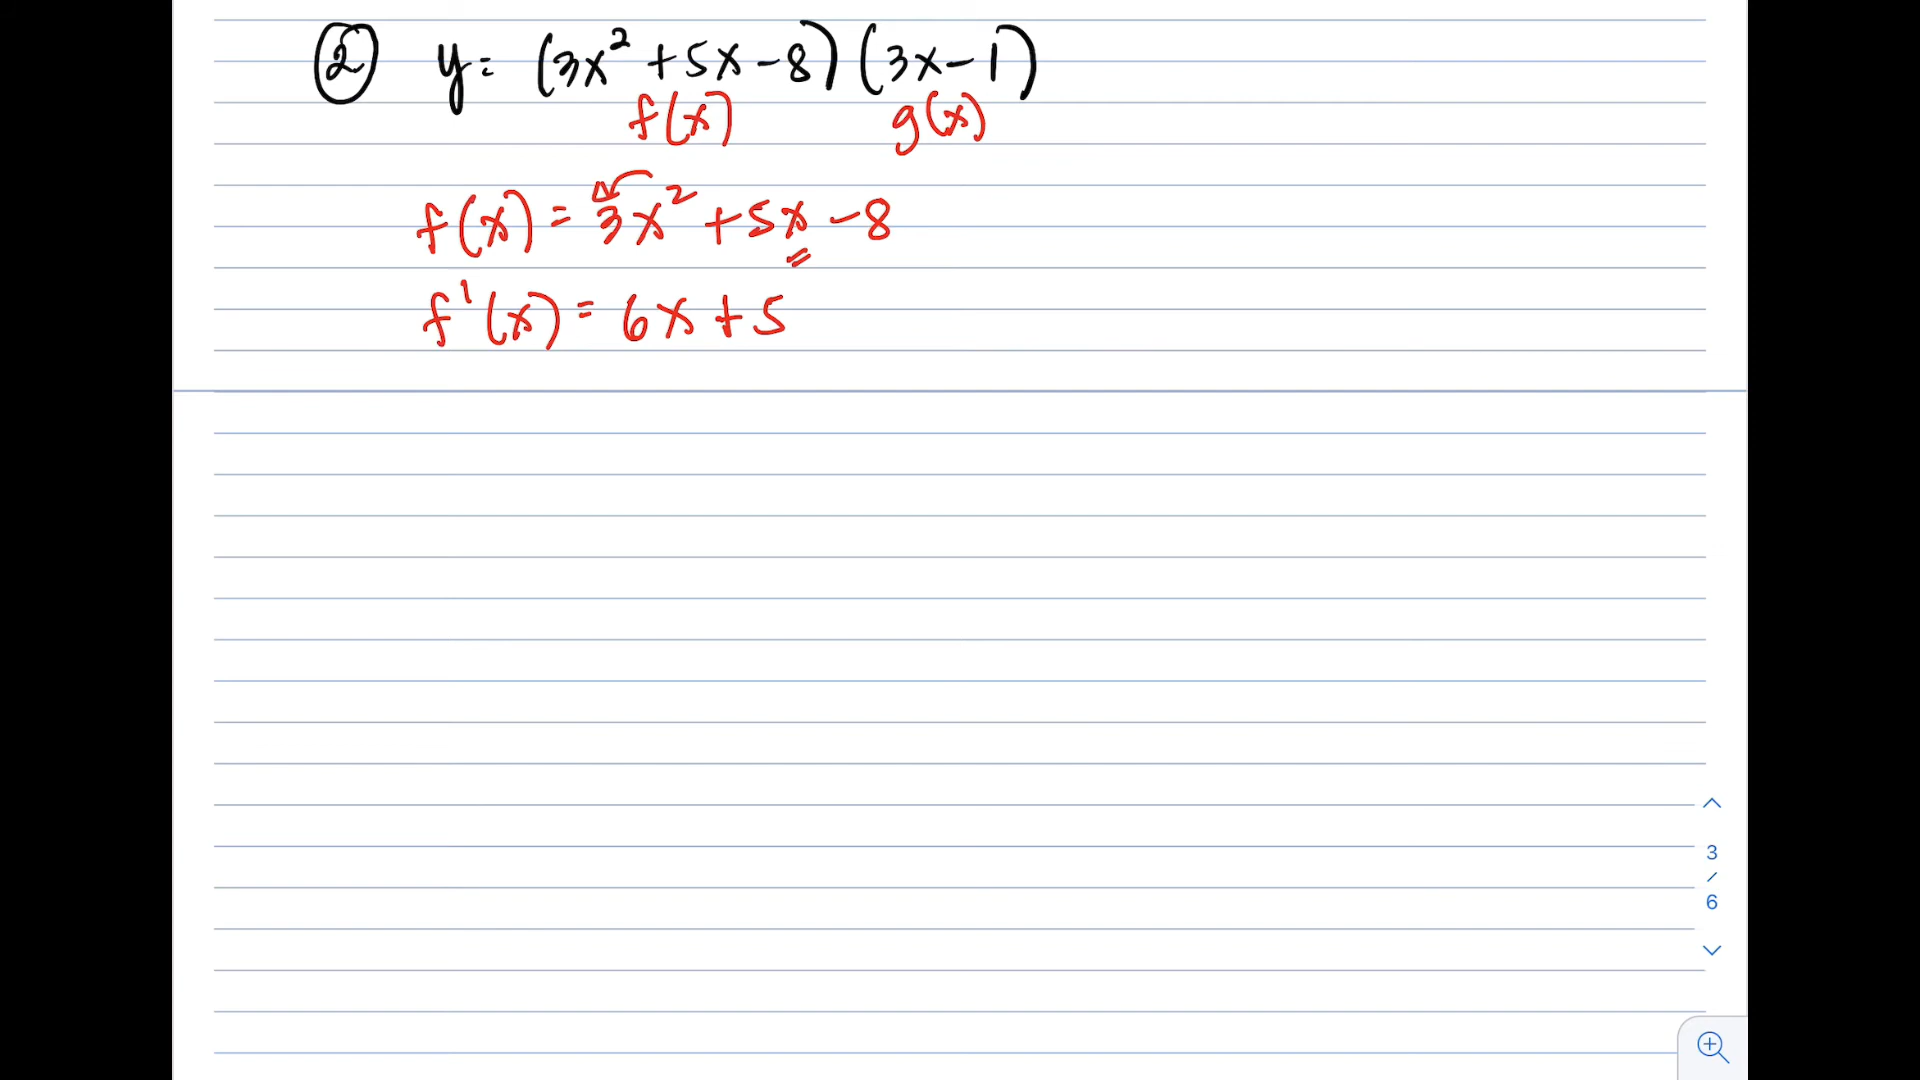 ② y = (3x² + 5x - 8)(3x - 1)
f(x) g(x)
f(x) = 3x² + 5x - 8
f'(x) = 6x + 5
3
/
6